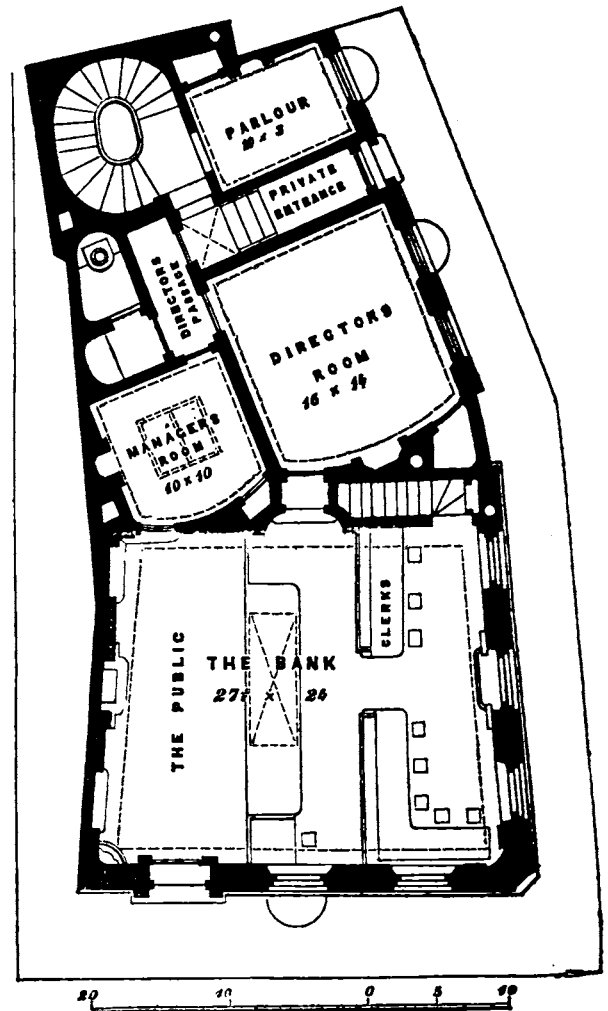 PARLOUR
PRIVATE
ENTRANCE
DIRECTORS
PASSAGE
DIRECTORS
ROOM
16 x 14
MANAGERS
ROOM
10 x 10
CLERKS
THE PUBLIC
THE BANK
x 24
20 10 0 5 10